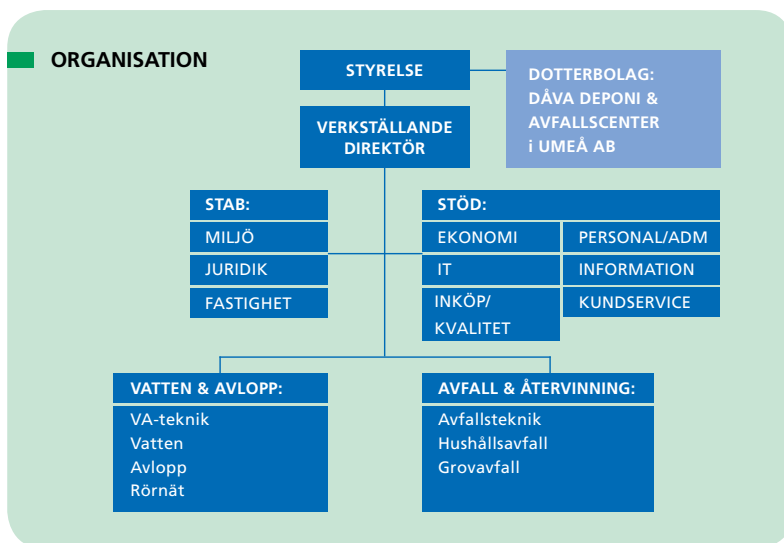 ORGANISATION
STYRELSE
DOTTERBOLAG:
DÅVA DEPONI &
AVFALLSCENTER
i UMEÅ AB
VERKSTÄLLANDE
DIREKTÖR
STAB:
MILJÖ
JURIDIK
FASTIGHET
STÖD:
EKONOMI
PERSONAL/ADM
IT
INFORMATION
INKÖP/
KVALITET
KUNDSERVICE
VATTEN & AVLOPP:
VA-teknik
Vatten
Avlopp
Rörnät
AVFALL & ÅTERVINNING:
Avfallsteknik
Hushållsavfall
Grovavfall